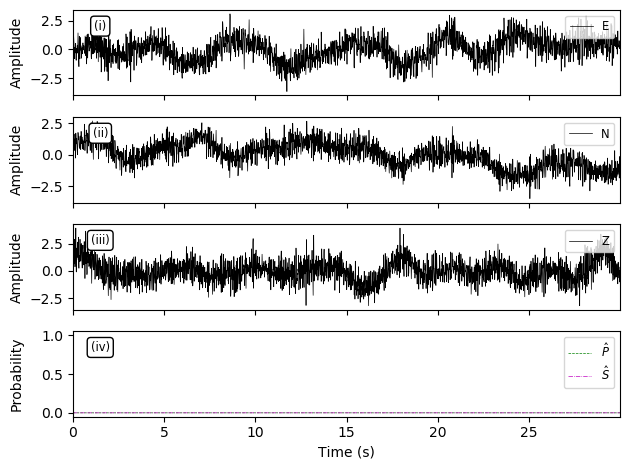 Amplitude
2.5
0.0
−2.5
(i)
E
Amplitude
2.5
0.0
−2.5
(ii)
N
Amplitude
2.5
0.0
−2.5
(iii)
Z
Probability
1.0
0.5
0.0
(iv)
P̂
Ŝ
0 5 10 15 20 25
Time (s)